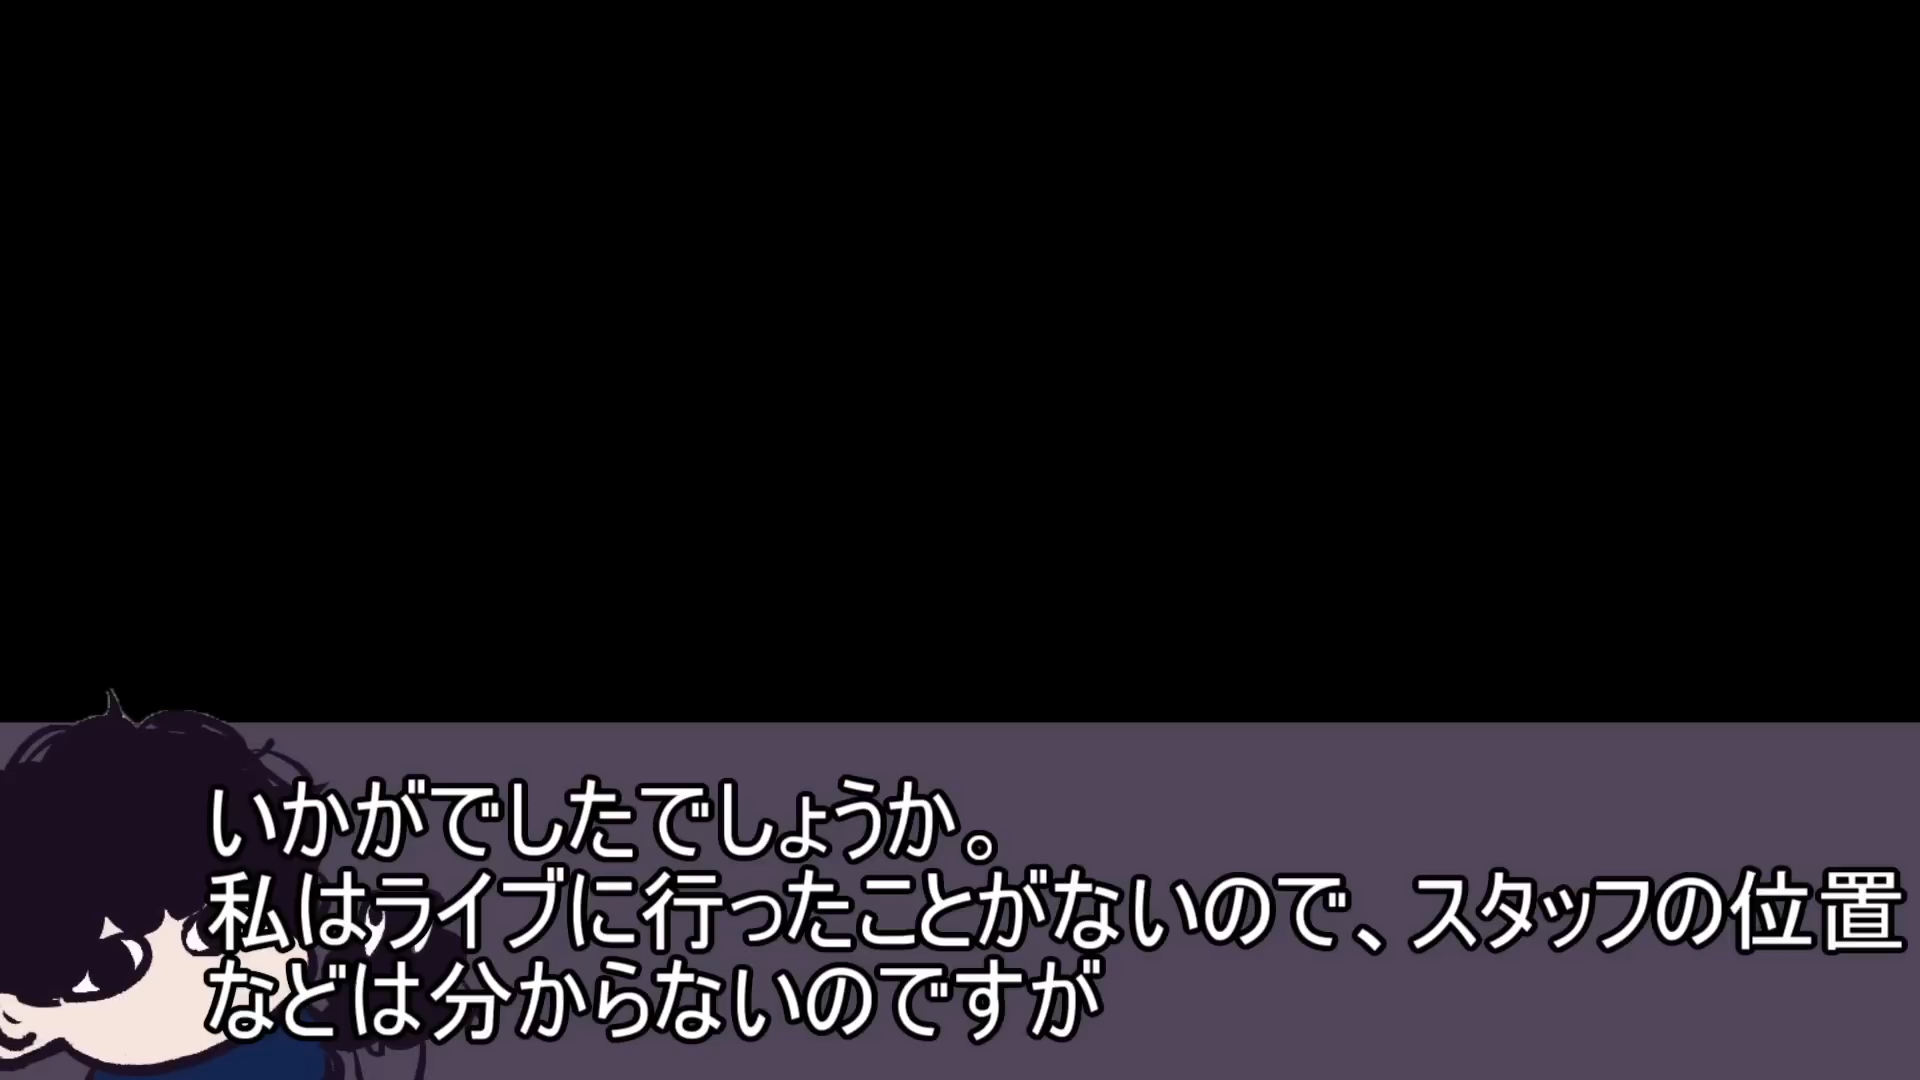 いかがでしたでしょうか。
私はライブに行ったことがないので、スタッフの位置
などは分からないのですが